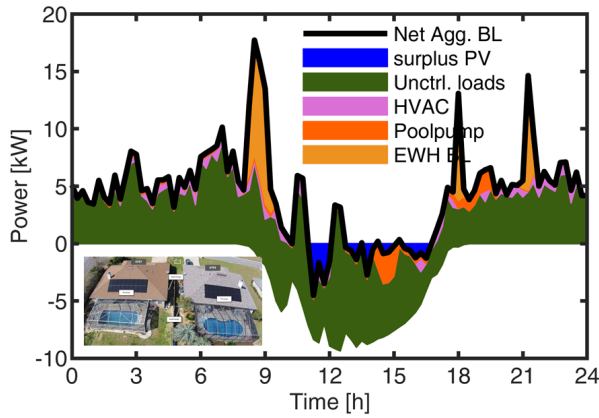 20
15
10
5
0
-5
-10
Power [kW]
Net Agg. BL
surplus PV
Unctrl. loads
HVAC
Poolpump
EWH BL
0
3
6
9
12
15
18
21
24
Time [h]